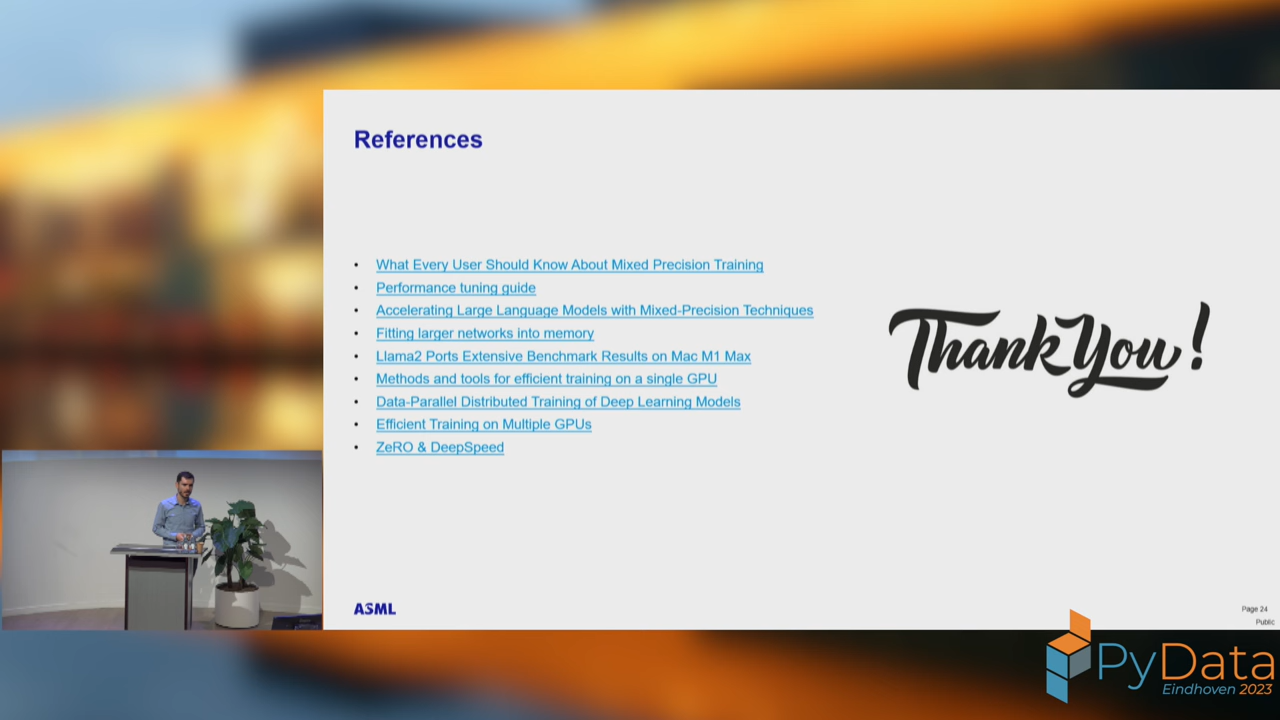 References
• What Every User Should Know About Mixed Precision Training
• Performance tuning guide
• Accelerating Large Language Models with Mixed-Precision Techniques
• Fitting larger networks into memory
• Llama2 Ports Extensive Benchmark Results on Mac M1 Max
• Methods and tools for efficient training on a single GPU
• Data-Parallel Distributed Training of Deep Learning Models
• Efficient Training on Multiple GPUs
• ZeRO & DeepSpeed
Thank You!
ASML
Page 24
Public
PyData
Eindhoven 2023